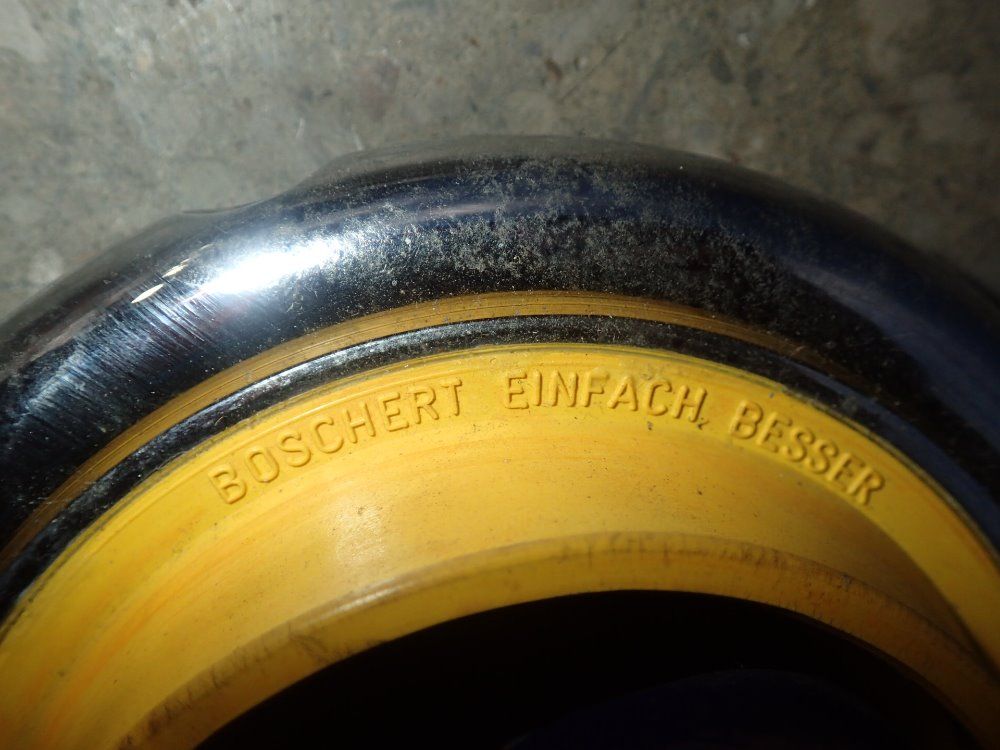 BOSCHERT EINFACH, BESSER